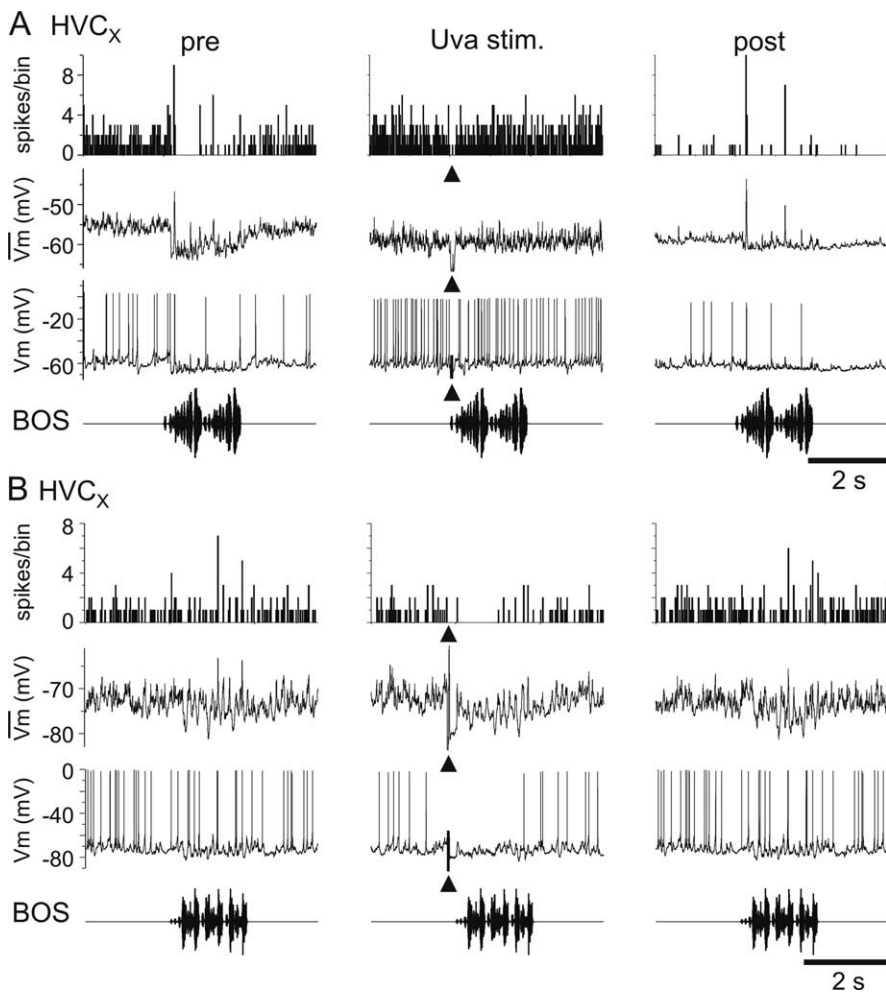 A HVCX
pre Uva stim. post
spikes/bin
8
4
0
Vm (mV)
-50
-60
Vm (mV)
-20
-60
BOS
2 s
B HVCX
spikes/bin
8
4
0
Vm (mV)
-70
-80
Vm (mV)
0
-40
-80
BOS
2 s